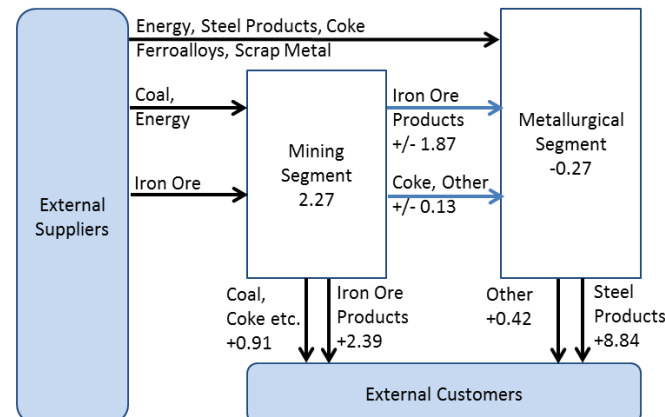 Energy, Steel Products, Coke
Ferroalloys, Scrap Metal
Coal,
Energy
Iron Ore
External
Suppliers
Mining
Segment
2.27
Iron Ore
Products
+/- 1.87
Coke, Other
+/- 0.13
Metallurgical
Segment
-0.27
Coal,
Coke etc.
+0.91
Iron Ore
Products
+2.39
Other
+0.42
Steel
Products
+8.84
External Customers